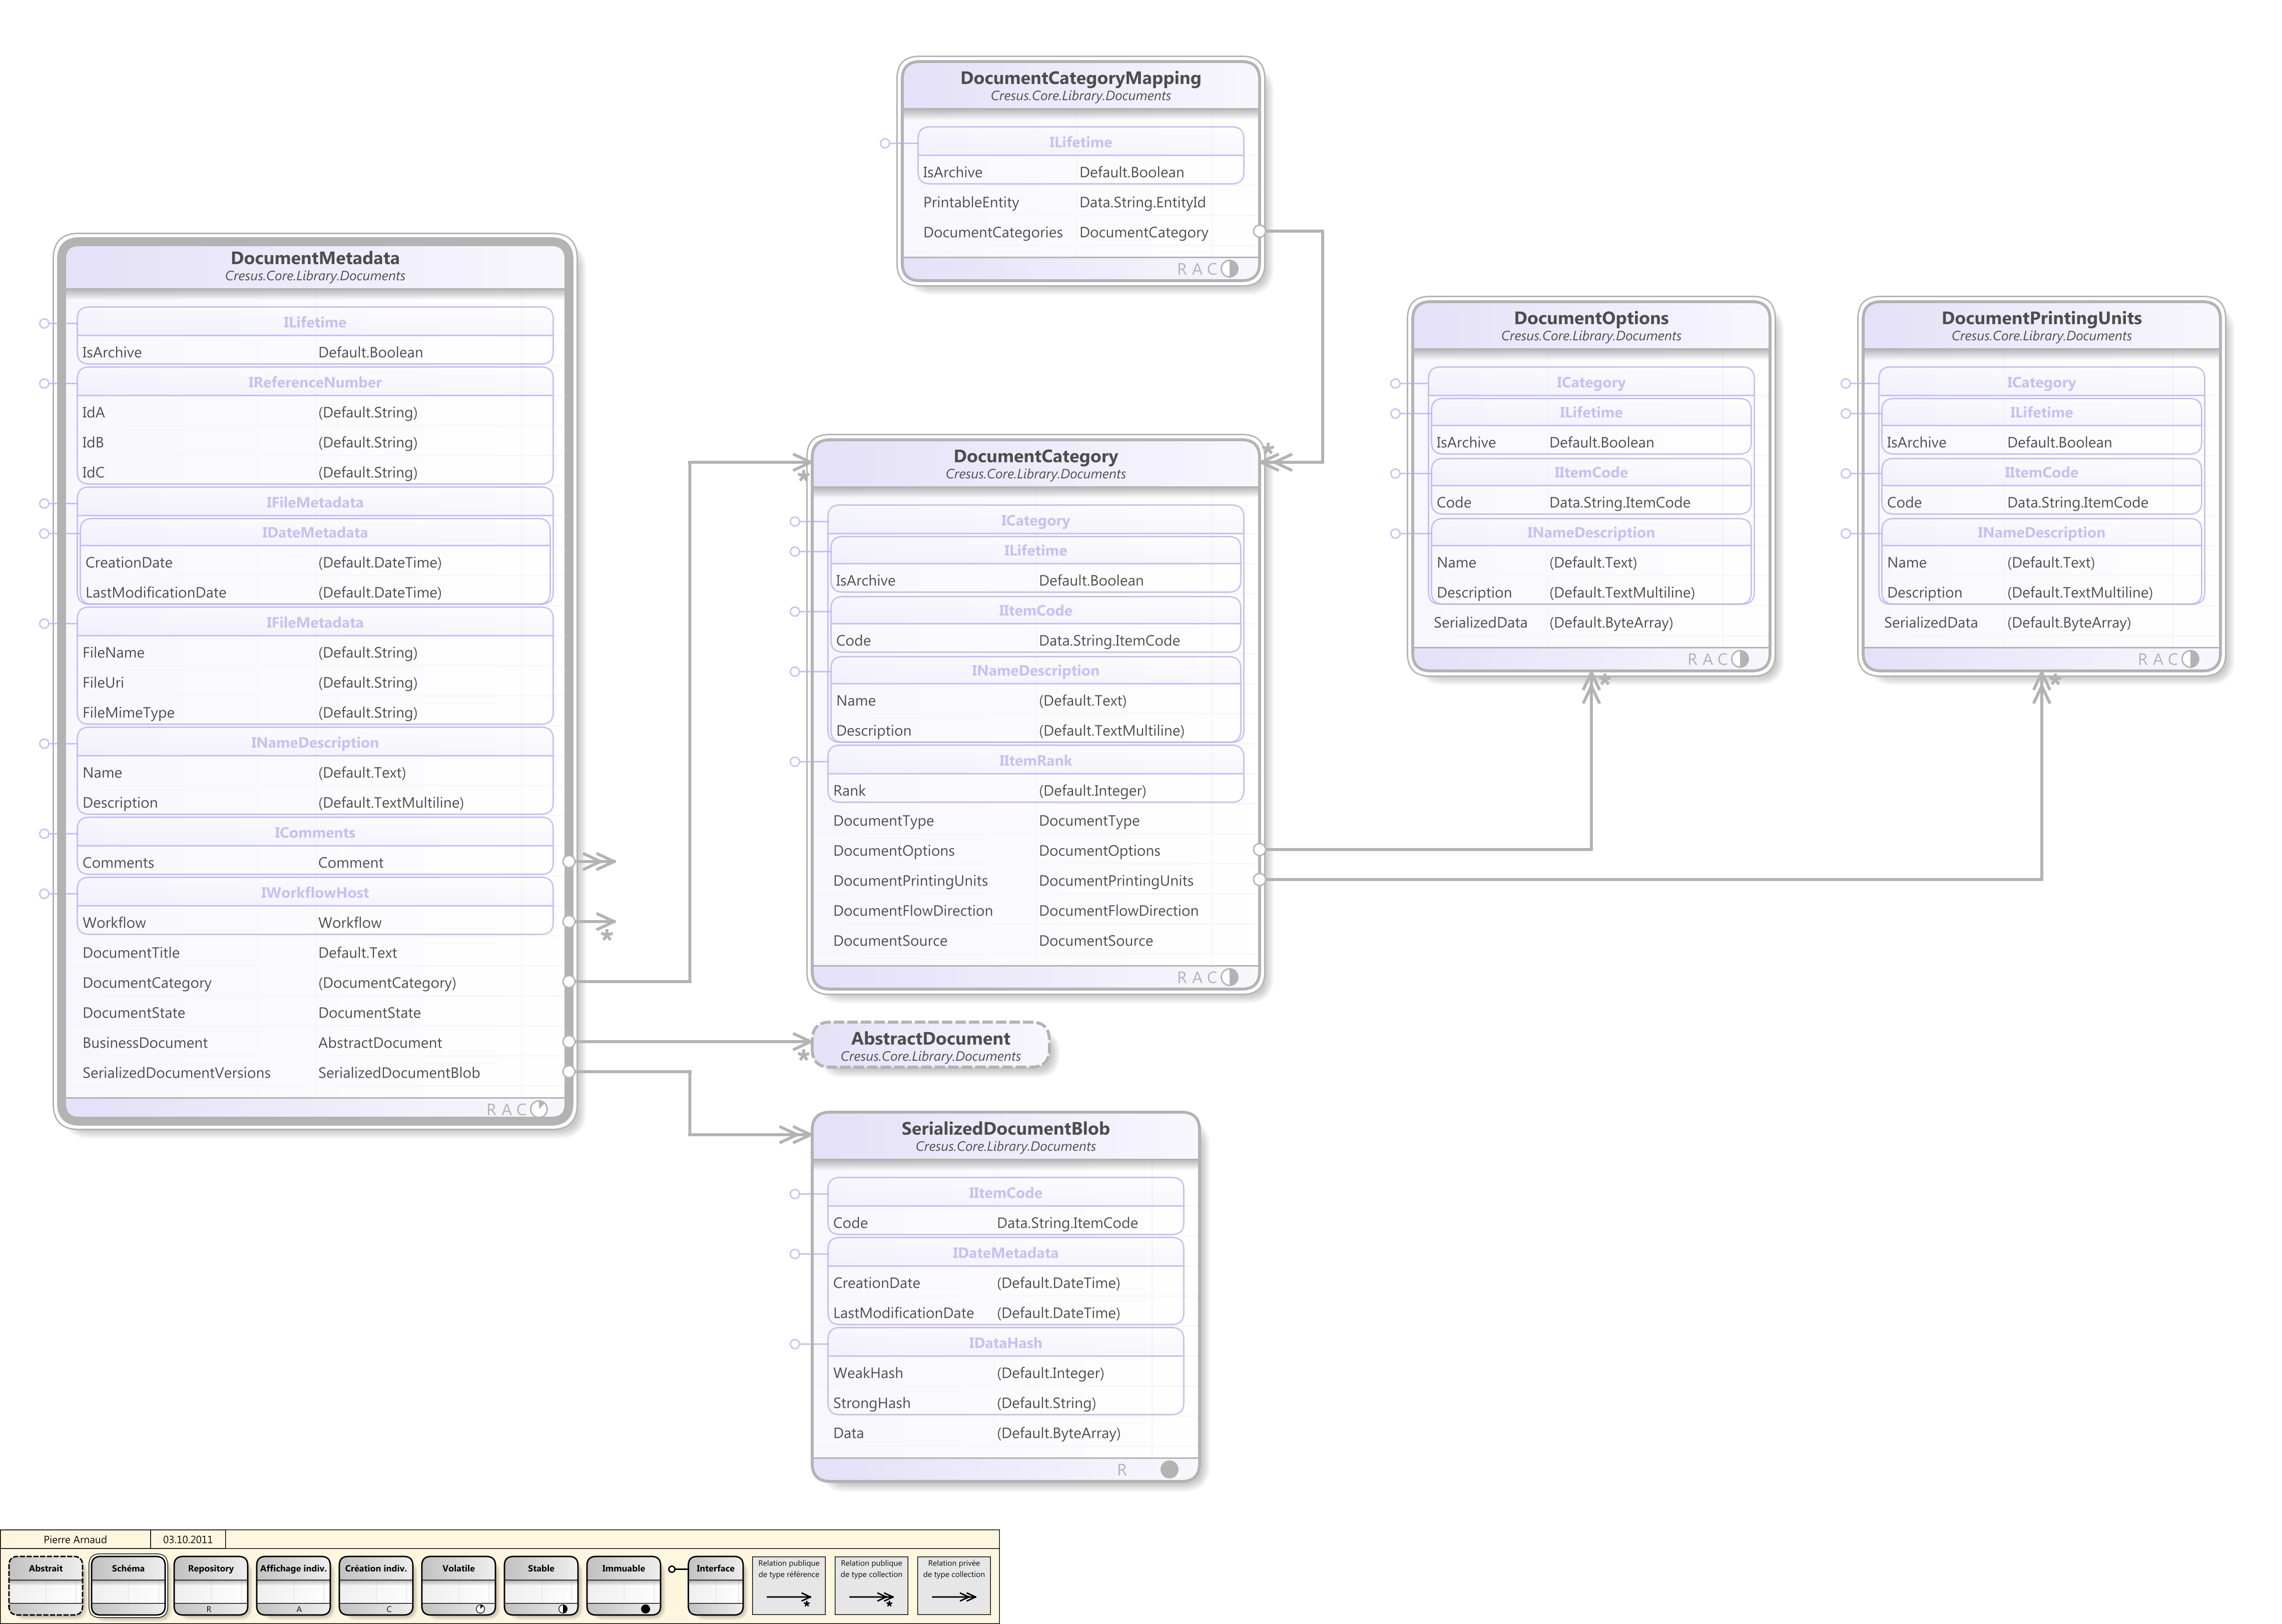 DocumentCategoryMapping
Cresus.Core.Library.Documents
ILifetime
IsArchive Default.Boolean
PrintableEntity Data.String.EntityId
DocumentCategories DocumentCategory
R A C
DocumentMetadata
Cresus.Core.Library.Documents
ILifetime
IsArchive Default.Boolean
IReferenceNumber
IdA (Default.String)
IdB (Default.String)
IdC (Default.String)
IFileMetadata
IDateMetadata
CreationDate (Default.DateTime)
LastModificationDate (Default.DateTime)
IFileMetadata
FileName (Default.String)
FileUri (Default.String)
FileMimeType (Default.String)
INameDescription
Name (Default.Text)
Description (Default.TextMultiline)
IComments
Comments Comment
IWorkflowHost
Workflow Workflow
*
DocumentTitle Default.Text
DocumentCategory (DocumentCategory)
DocumentState DocumentState
BusinessDocument AbstractDocument
SerializedDocumentVersions SerializedDocumentBlob
R A C
*
*
DocumentCategory
Cresus.Core.Library.Documents
ICategory
ILifetime
IsArchive Default.Boolean
IItemCode
Code Data.String.ItemCode
INameDescription
Name (Default.Text)
Description (Default.TextMultiline)
IItemRank
Rank (Default.Integer)
DocumentType DocumentType
DocumentOptions DocumentOptions
DocumentPrintingUnits DocumentPrintingUnits
DocumentFlowDirection DocumentFlowDirection
DocumentSource DocumentSource
R A C
DocumentOptions
Cresus.Core.Library.Documents
ICategory
ILifetime
IsArchive Default.Boolean
IItemCode
Code Data.String.ItemCode
INameDescription
Name (Default.Text)
Description (Default.TextMultiline)
SerializedData (Default.ByteArray)
R A C
*
DocumentPrintingUnits
Cresus.Core.Library.Documents
ICategory
ILifetime
IsArchive Default.Boolean
IItemCode
Code Data.String.ItemCode
INameDescription
Name (Default.Text)
Description (Default.TextMultiline)
SerializedData (Default.ByteArray)
R A C
*
AbstractDocument
Cresus.Core.Library.Documents
*
SerializedDocumentBlob
Cresus.Core.Library.Documents
IItemCode
Code Data.String.ItemCode
IDateMetadata
CreationDate (Default.DateTime)
LastModificationDate (Default.DateTime)
IDataHash
WeakHash (Default.Integer)
StrongHash (Default.String)
Data (Default.ByteArray)
R
Pierre Arnaud 03.10.2011
Abstrait
Schéma
Repository
R
Affichage indiv.
A
Création indiv.
C
Volatile
Stable
Immuable
Interface
Relation publique
de type référence
*
Relation publique
de type collection
*
Relation privée
de type collection